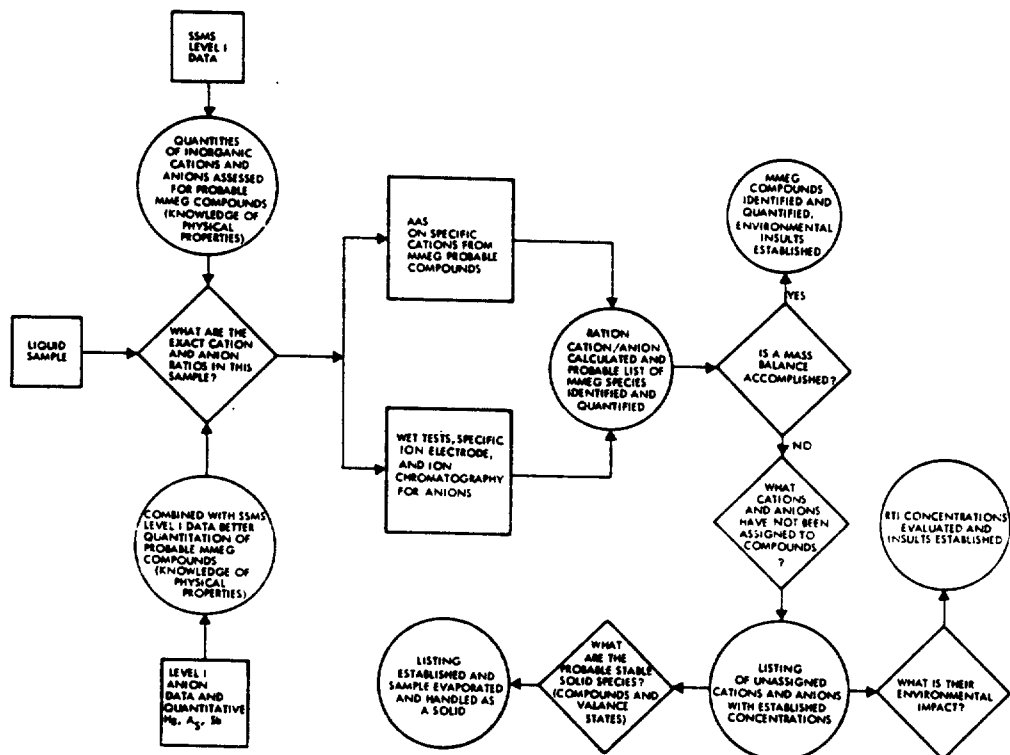 SSMS
LEVEL I
DATA
QUANTITIES
OF INORGANIC
CATIONS AND
ANIONS ASSESSED
FOR PROBABLE
MMEG COMPOUNDS
(KNOWLEDGE OF
PHYSICAL
PROPERTIES)
LIQUID
SAMPLE
WHAT ARE THE
EXACT CATION
AND ANION
RATIOS IN THIS
SAMPLE?
COMBINED WITH SSMS
LEVEL I DATA BETTER
QUANTITATION OF
PROBABLE MMEG
COMPOUNDS
(KNOWLEDGE OF
PHYSICAL
PROPERTIES)
LEVEL I
ANION
DATA AND
QUANTITATIVE
Hg, AS, Sb
AAS
ON SPECIFIC
CATIONS FROM
MMEG PROBABLE
COMPOUNDS
WET TESTS, SPECIFIC
ION ELECTRODE,
AND ION
CHROMATOGRAPHY
FOR ANIONS
RATION
CATION/ANION
CALCULATED AND
PROBABLE LIST OF
MMEG SPECIES
IDENTIFIED AND
QUANTIFIED
MMEG
COMPOUNDS
IDENTIFIED AND
QUANTIFIED,
ENVIRONMENTAL
INSULTS
ESTABLISHED
YES
IS A MASS
BALANCE
ACCOMPLISHED?
NO
WHAT
CATIONS
AND ANIONS
HAVE NOT BEEN
ASSIGNED TO
COMPOUNDS
?
RTI CONCENTRATIONS
EVALUATED AND
INSULTS ESTABLISHED
LISTING
ESTABLISHED AND
SAMPLE EVAPORATED
AND HANDLED AS
A SOLID
WHAT
ARE THE
PROBABLE STABLE
SOLID SPECIES?
(COMPOUNDS AND
VALANCE
STATES)
LISTING
OF UNASSIGNED
CATIONS AND ANIONS
WITH ESTABLISHED
CONCENTRATIONS
WHAT IS THEIR
ENVIRONMENTAL
IMPACT?